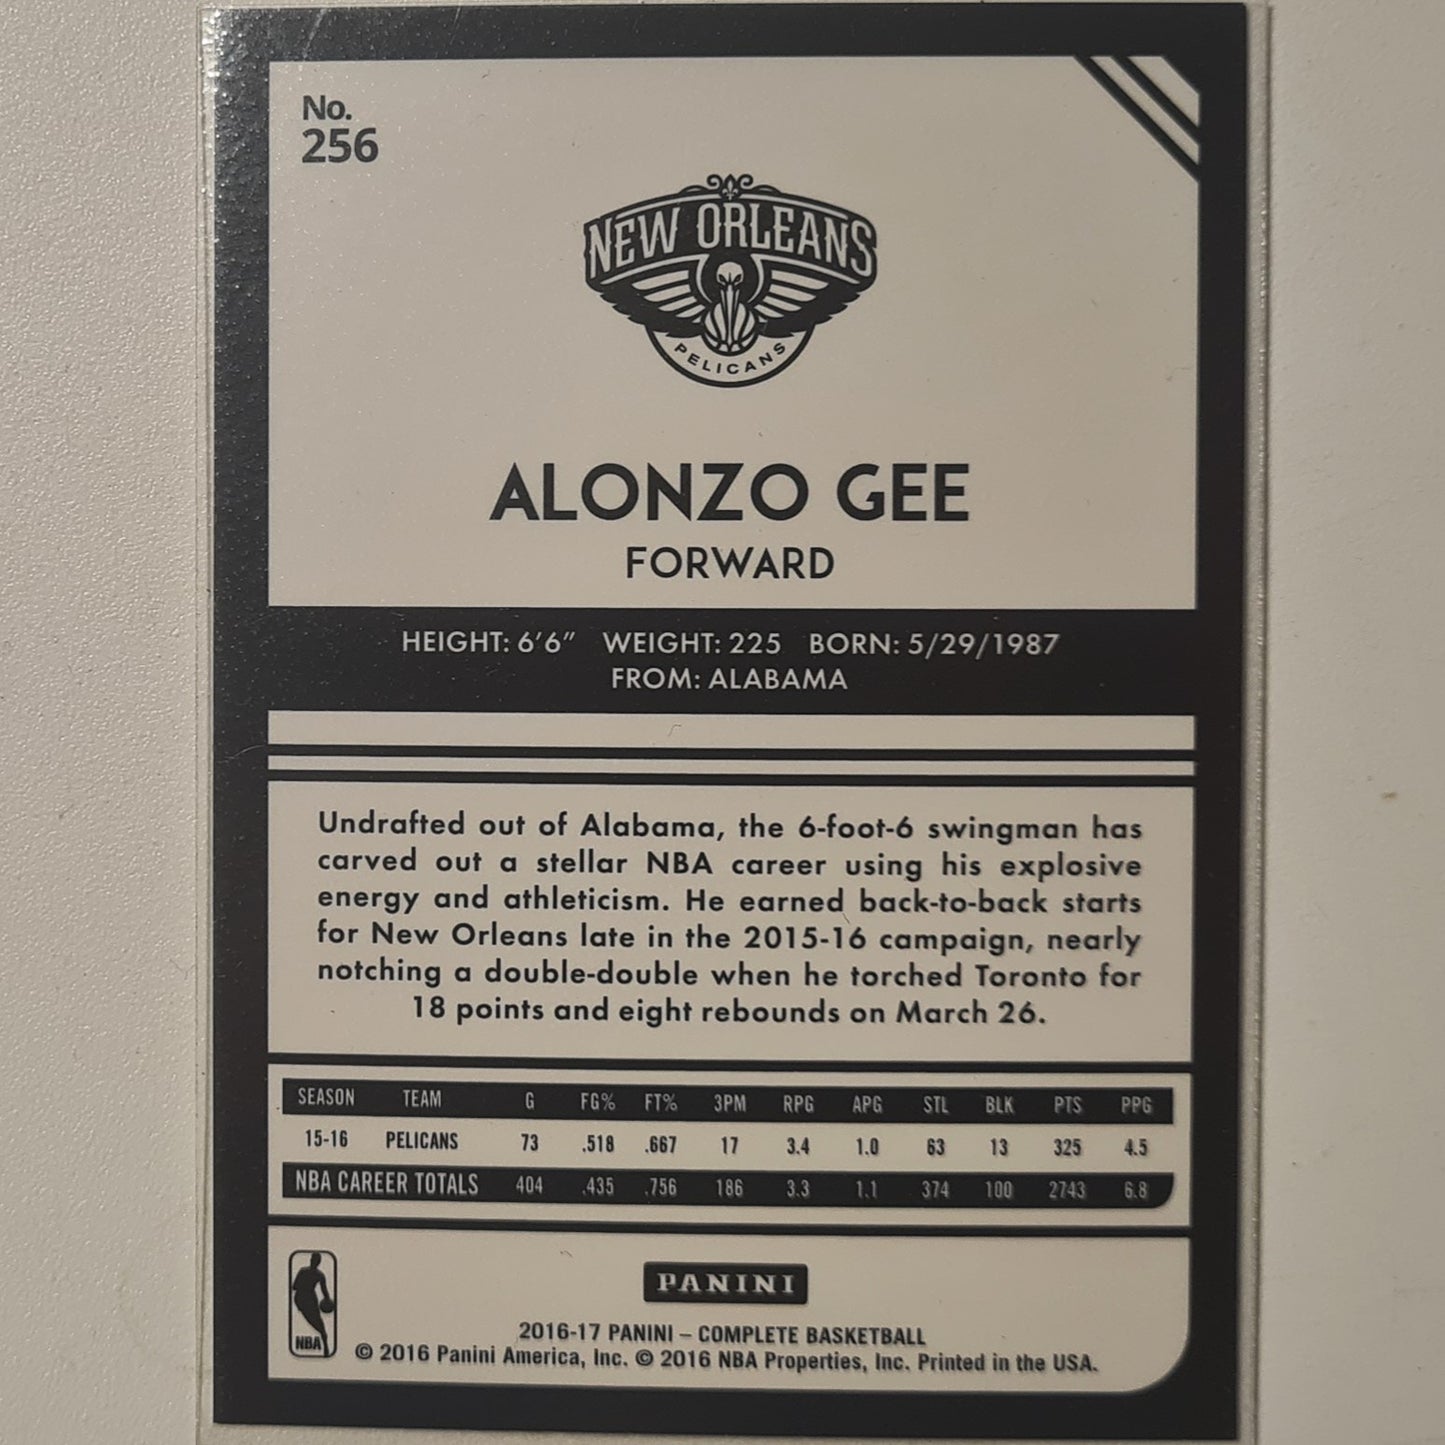 No.
256
NEW ORLEANS
PELICANS
ALONZO GEE
FORWARD
HEIGHT: 6'6" WEIGHT: 225 BORN: 5/29/1987
FROM: ALABAMA
Undrafted out of Alabama, the 6-foot-6 swingman has
carved out a stellar NBA career using his explosive
energy and athleticism. He earned back-to-back starts
for New Orleans late in the 2015-16 campaign, nearly
notching a double-double when he torched Toronto for
18 points and eight rebounds on March 26.
SEASON TEAM G FG% FT% 3PM RPG APG STL BLK PTS PPG
15-16 PELICANS 73 .518 .667 17 3.4 1.0 63 13 325 4.5
NBA CAREER TOTALS 404 .435 .756 186 3.3 1.1 374 100 2743 6.8
NBA
PANINI
2016-17 PANINI – COMPLETE BASKETBALL
© 2016 Panini America, Inc. © 2016 NBA Properties, Inc. Printed in the USA.